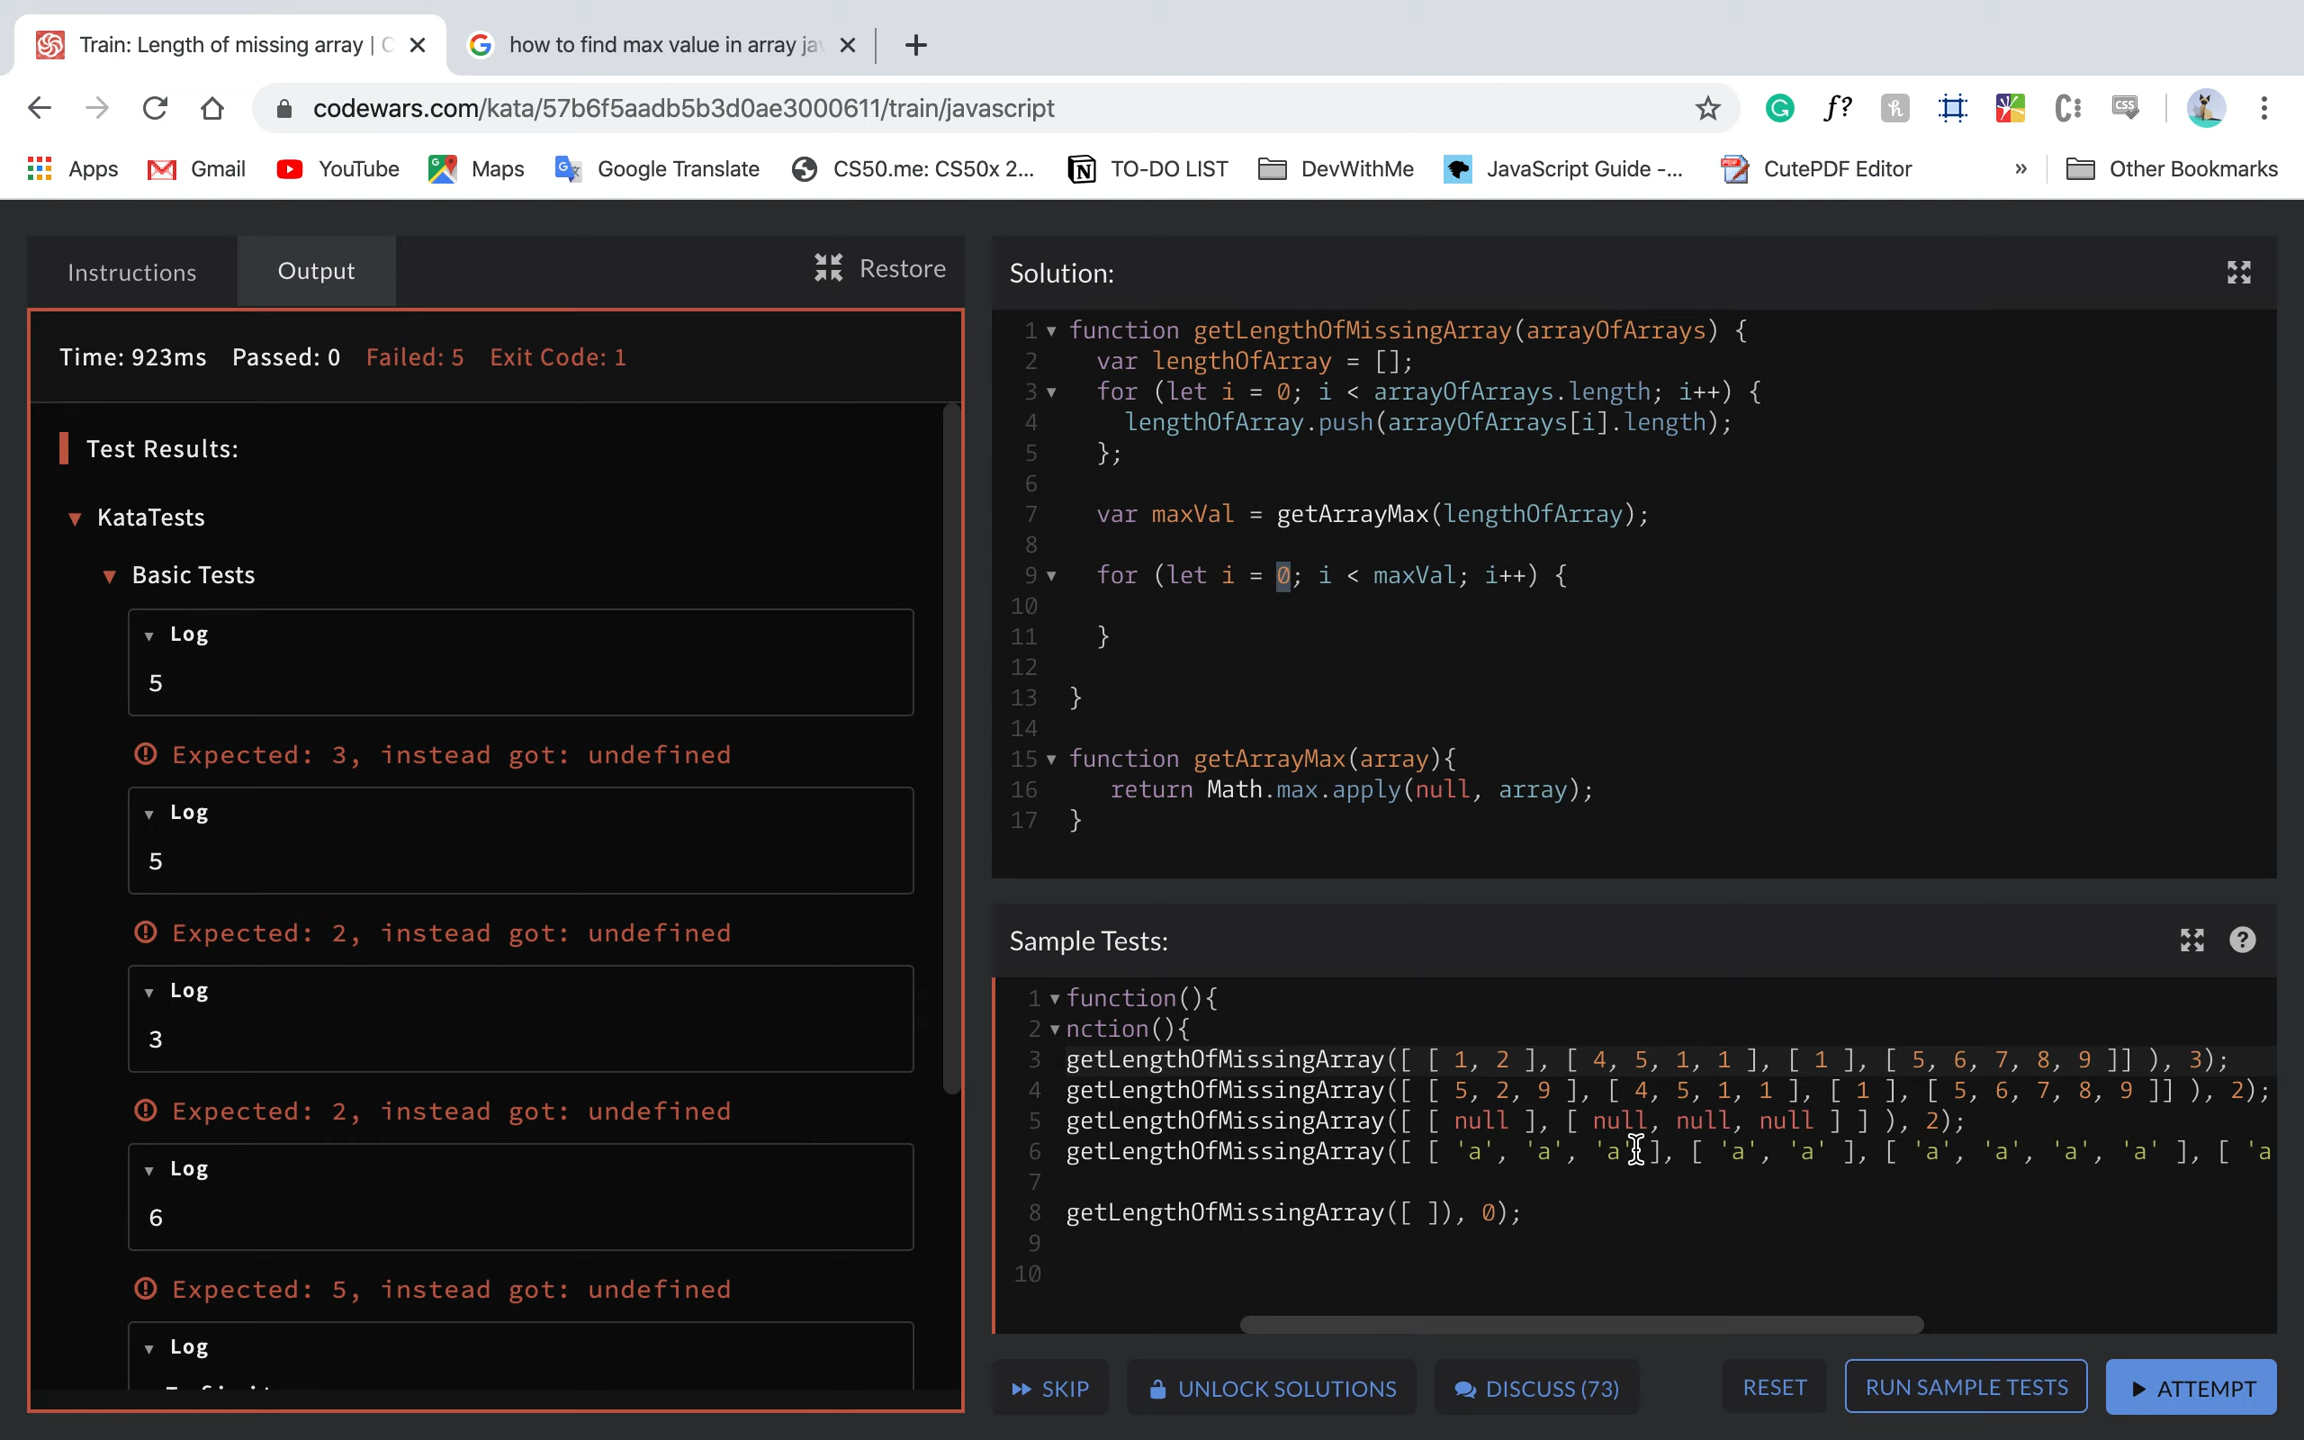 Train: Length of missing array | C
how to find max value in array jav
codewars.com/kata/57b6f5aadb5b3d0ae3000611/train/javascript
f?
CSS
Apps
Gmail
YouTube
Maps
Google Translate
CS50.me: CS50x 2...
TO-DO LIST
DevWithMe
JavaScript Guide -...
CutePDF Editor
»
Other Bookmarks
Instructions
Output
Restore
Time: 923ms Passed: 0 Failed: 5 Exit Code: 1
Test Results:
KataTests
Basic Tests
Log
5
Expected: 3, instead got: undefined
Log
5
Expected: 2, instead got: undefined
Log
3
Expected: 2, instead got: undefined
Log
6
Expected: 5, instead got: undefined
Log
Solution:
1 function getLengthOfMissingArray(arrayOfArrays) {
2 var lengthOfArray = [];
3 for (let i = 0; i < arrayOfArrays.length; i++) {
4 lengthOfArray.push(arrayOfArrays[i].length);
5 };
6
7 var maxVal = getArrayMax(lengthOfArray);
8
9 for (let i = 0; i < maxVal; i++) {
10
11 }
12
13 }
14
15 function getArrayMax(array){
16 return Math.max.apply(null, array);
17 }
Sample Tests:
1 function(){
2 nction(){
3 getLengthOfMissingArray([ [ 1, 2 ], [ 4, 5, 1, 1 ], [ 1 ], [ 5, 6, 7, 8, 9 ]] ), 3);
4 getLengthOfMissingArray([ [ 5, 2, 9 ], [ 4, 5, 1, 1 ], [ 1 ], [ 5, 6, 7, 8, 9 ]] ), 2);
5 getLengthOfMissingArray([ [ null ], [ null, null, null ] ] ), 2);
6 getLengthOfMissingArray([ [ 'a', 'a', 'a' ], [ 'a', 'a' ], [ 'a', 'a', 'a', 'a' ], [ 'a
7
8 getLengthOfMissingArray([ ]), 0);
9
10
SKIP
UNLOCK SOLUTIONS
DISCUSS (73)
RESET
RUN SAMPLE TESTS
ATTEMPT